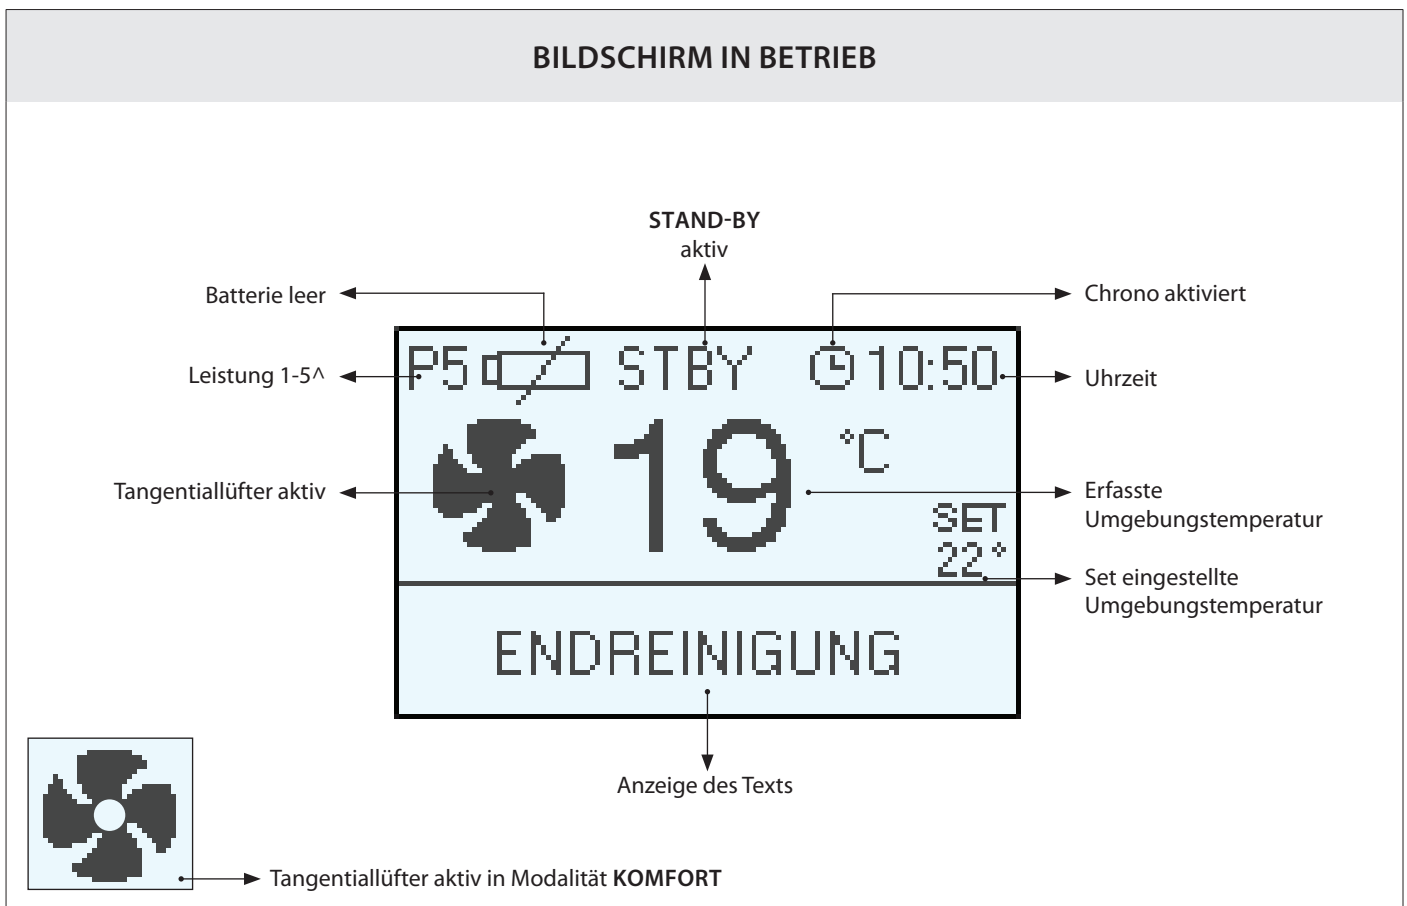 BILDSCHIRM IN BETRIEB
STAND-BY
aktiv
Batterie leer
Chrono aktiviert
Leistung 1-5^
P5 STBY 10:50
Uhrzeit
Tangentiallüfter aktiv
19 °C
Erfasste
Umgebungstemperatur
SET
22°
Set eingestellte
Umgebungstemperatur
ENDREINIGUNG
Anzeige des Texts
Tangentiallüfter aktiv in Modalität KOMFORT